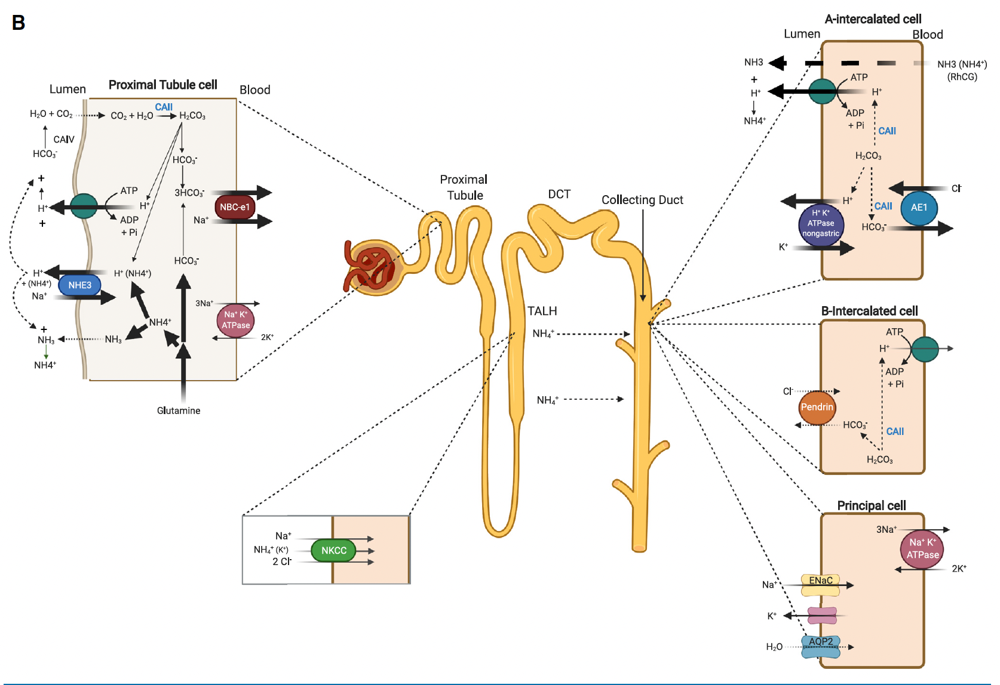 B
Proximal Tubule cell
Lumen
Blood
H₂O + CO₂
CO₂ + H₂O
CAII
H₂CO₃
CAIV
HCO₃⁻
HCO₃⁻
+
H⁺
+
ATP
ADP
+ Pi
H⁺
3HCO₃⁻
Na⁺
NBC-e1
HCO₃⁻
H⁺
+ (NH4⁺)
Na⁺
NHE3
H⁺ (NH4⁺)
3Na⁺
Na⁺ K⁺
ATPase
2K⁺
NH4⁺
+
NH₃
NH₃
NH4⁺
Glutamine
Proximal
Tubule
DCT
Collecting Duct
TALH
NH₄⁺
NH₄⁺
Na⁺
NH₄⁺ (K⁺)
2 Cl⁻
NKCC
A-intercalated cell
Lumen
Blood
NH3
NH3 (NH4⁺)
(RhCG)
+
H⁺
NH4⁺
ATP
H⁺
ADP
+ Pi
CAII
H₂CO₃
H⁺
CAII
HCO₃⁻
Cl⁻
AE1
H⁺ K⁺
ATPase
nongastric
K⁺
B-Intercalated cell
ATP
H⁺
ADP
+ Pi
Cl⁻
Pendrin
HCO₃⁻
CAII
H₂CO₃
Principal cell
3Na⁺
Na⁺ K⁺
ATPase
2K⁺
Na⁺
ENaC
K⁺
H₂O
AQP2